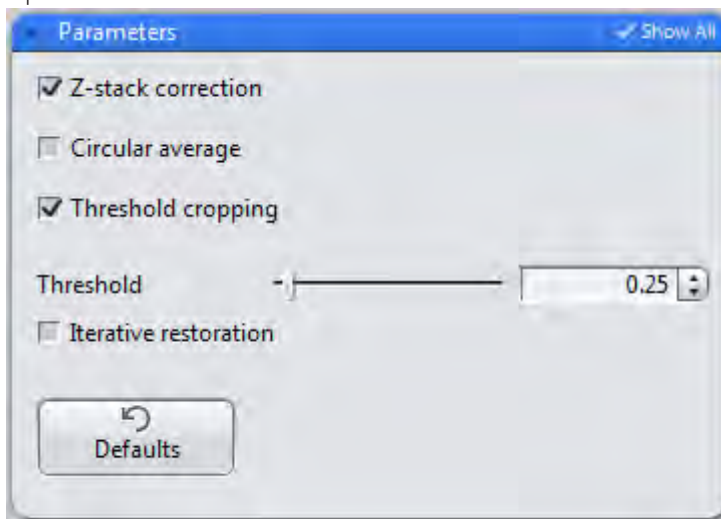 Parameters Show All
Z-stack correction
Circular average
Threshold cropping
Threshold 0.25
Iterative restoration
Defaults